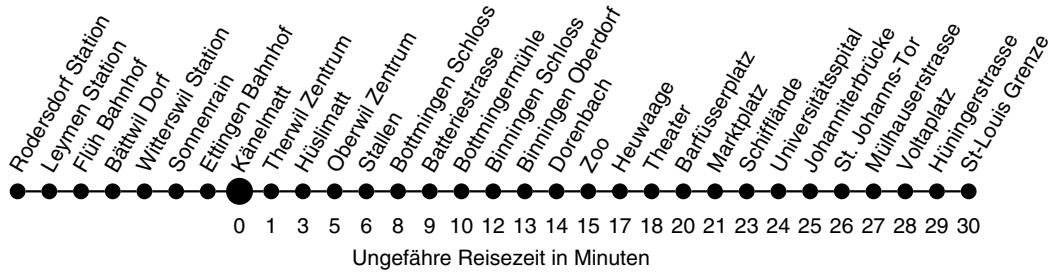 Rodersdorf Station
Leymen Station
Flüh Bahnhof
Bättwil Dorf
Witterswil Station
Sonnenrain
Ettingen Bahnhof
Känelmatt
Therwil Zentrum
Hüslimatt
Oberwil Zentrum
Stallen
Bottmingen Schloss
Batteriestrasse
Bottmingermühle
Binningen Schloss
Binningen Oberdorf
Dorenbach
Zoo
Heuwaage
Theater
Barfüsserplatz
Marktplatz
Schifflände
Universitätsspital
Johanniterbrücke
St. Johanns-Tor
Mülhauserstrasse
Voltaplatz
Hüningerstrasse
St-Louis Grenze
0 1 3 5 6 8 9 10 12 13 14 15 17 18 20 21 23 24 25 26 27 28 29 30
Ungefähre Reisezeit in Minuten